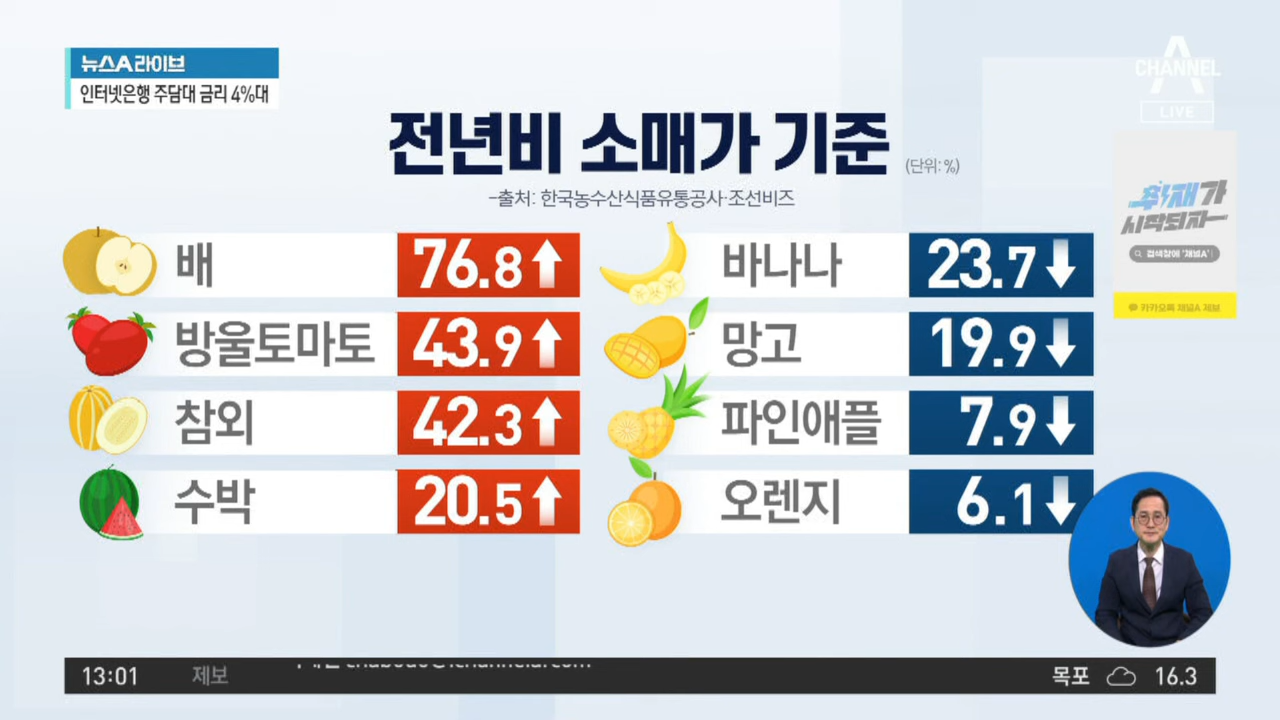 뉴스A 라이브
인터넷은행 주담대 금리 4%대
CHANNEL A
LIVE
전년비 소매가 기준 (단위: %)
-출처: 한국농수산식품유통공사·조선비즈
배 76.8↑
방울토마토 43.9↑
참외 42.3↑
수박 20.5↑
바나나 23.7↓
망고 19.9↓
파인애플 7.9↓
오렌지 6.1↓
취재가
시작되자
검색창에 '채널A'
카카오톡 채널A 제보
13:01 제보
목포 16.3